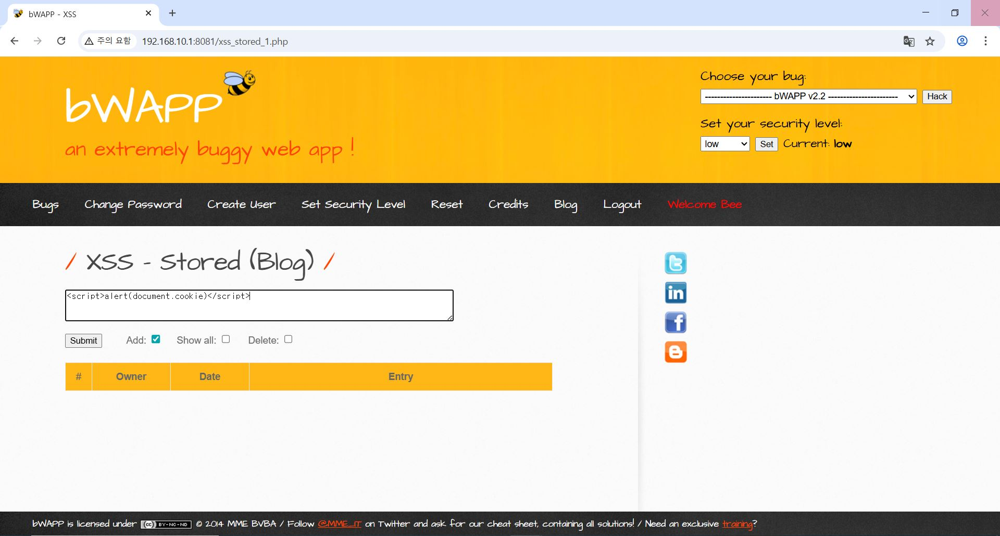 bWAPP - XSS
주의 요함 192.168.10.1:8081/xss_stored_1.php
bWAPP
an extremely buggy web app !
Choose your bug:
---------------------- bWAPP v2.2 ----------------------- Hack
Set your security level:
low Set Current: low
Bugs Change Password Create User Set Security Level Reset Credits Blog Logout Welcome Bee
/ XSS - Stored (Blog) /
<script>alert(document.cookie)</script>
Submit Add: Show all: Delete:
# Owner Date Entry
bWAPP is licensed under (cc) BY-NC-ND © 2014 MME BVBA / Follow @MME_IT on Twitter and ask for our cheat sheet, containing all solutions! / Need an exclusive training?